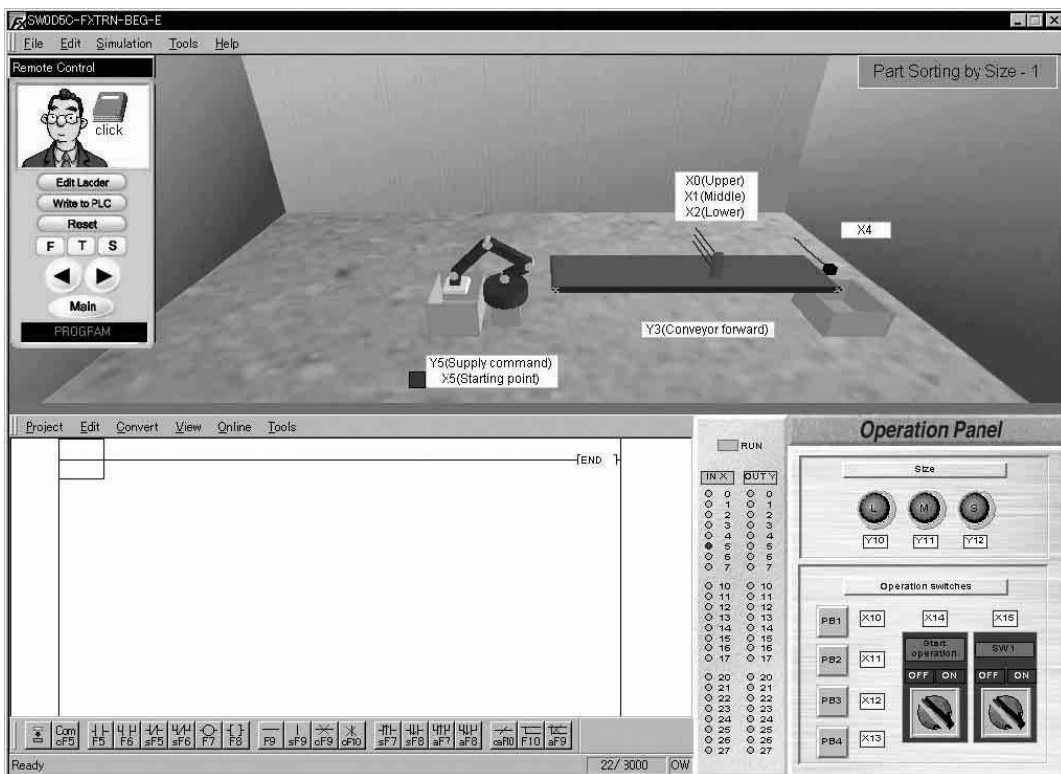 SW0D5C-FXTRN-BEG-E
File Edit Simulation Tools Help
Remote Control
click
Edit Ladder
Write to PLC
Reset
F T S
Main
PROGRAM
Part Sorting by Size - 1
X0(Upper)
X1(Middle)
X2(Lower)
X4
Y3(Conveyor forward)
Y5(Supply command)
X5(Starting point)
Project Edit Convert View Online Tools
END
RUN
IN X OUT Y
0 0
1 1
2 2
3 3
4 4
5 5
6 6
7 7
10 10
11 11
12 12
13 13
14 14
15 15
16 16
17 17
20 20
21 21
22 22
23 23
24 24
25 25
26 26
27 27
Operation Panel
Size
L M S
Y10 Y11 Y12
Operation switches
PB1 X10 X14 X15
PB2 X11
PB3 X12
PB4 X13
Start operation
SW1
OFF ON OFF ON
Com
oF5 F5 F6 sF5 sF6 F7 F8 F9 sF9 cF9 cF10 sF7 sF8 aF7 aF8 caF10 F10 aF9
Ready 22/ 3000 OW